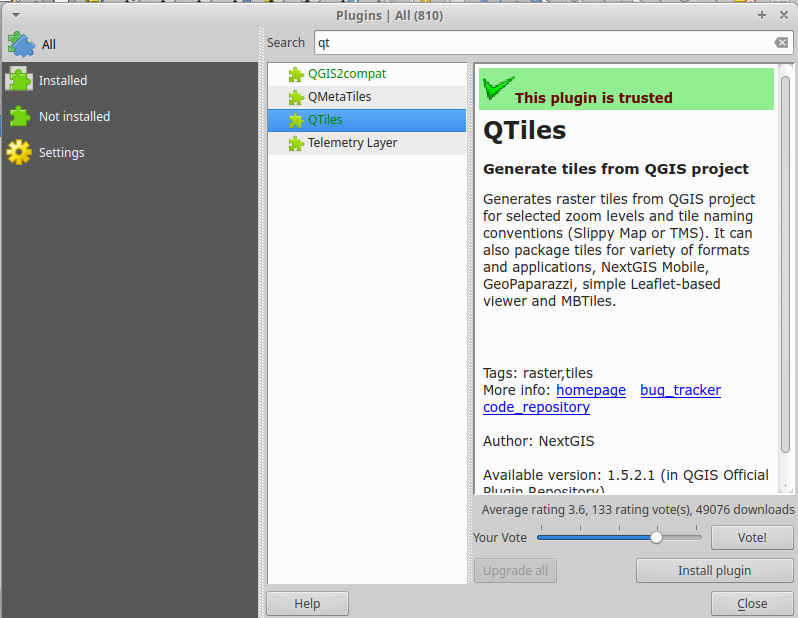 Plugins | All (810)
All
Installed
Not installed
Settings
Search
qt
QGIS2compat
QMetaTiles
QTiles
Telemetry Layer
This plugin is trusted
QTiles
Generate tiles from QGIS project
Generates raster tiles from QGIS project
for selected zoom levels and tile naming
conventions (Slippy Map or TMS). It can
also package tiles for variety of formats
and applications, NextGIS Mobile,
GeoPaparazzi, simple Leaflet-based
viewer and MBTiles.
Tags: raster,tiles
More info: homepage bug_tracker
code_repository
Author: NextGIS
Available version: 1.5.2.1 (in QGIS Official
Plugin Repository)
Average rating 3.6, 133 rating vote(s), 49076 downloads
Your Vote
Vote!
Upgrade all
Install plugin
Help
Close